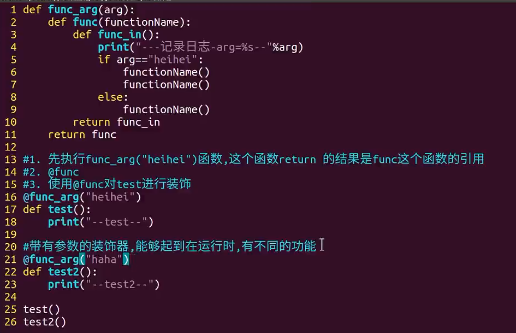 1 def func_arg(arg):
2     def func(functionName):
3         def func_in():
4             print("---记录日志-arg=%s--"%arg)
5             if arg=="heihei":
6                 functionName()
7                 functionName()
8             else:
9                 functionName()
10         return func_in
11     return func
12
13 #1. 先执行func_arg("heihei")函数,这个函数return 的结果是func这个函数的引用
14 #2. @func
15 #3. 使用@func对test进行装饰
16 @func_arg("heihei")
17 def test():
18     print("--test--")
19
20 #带有参数的装饰器,能够起到在运行时,有不同的功能
21 @func_arg("haha")
22 def test2():
23     print("--test2--")
24
25 test()
26 test2()